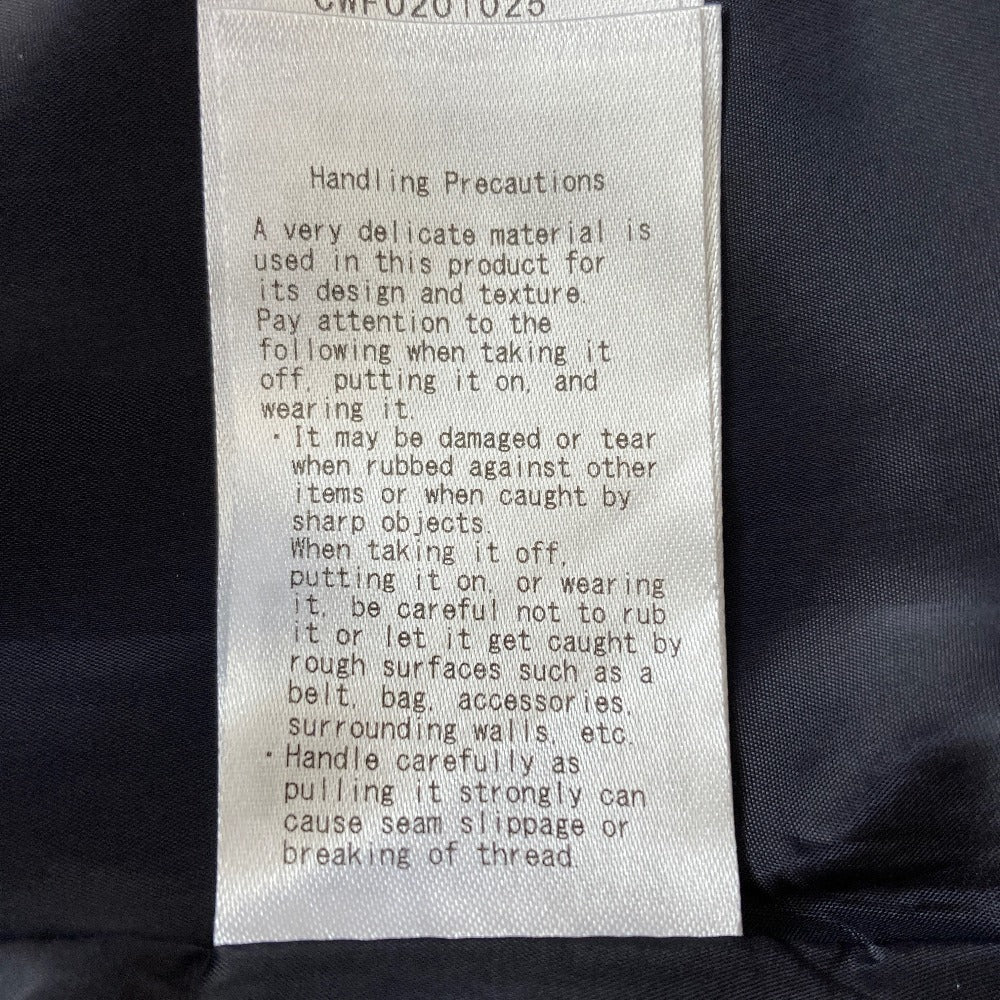 CWFU201025
Handling Precautions
A very delicate material is
used in this product for
its design and texture.
Pay attention to the
following when taking it
off, putting it on, and
wearing it.
・It may be damaged or tear
when rubbed against other
items or when caught by
sharp objects.
When taking it off,
putting it on, or wearing
it, be careful not to rub
it or let it get caught by
rough surfaces such as a
belt, bag, accessories,
surrounding walls, etc.
・Handle carefully as
pulling it strongly can
cause seam slippage or
breaking of thread.